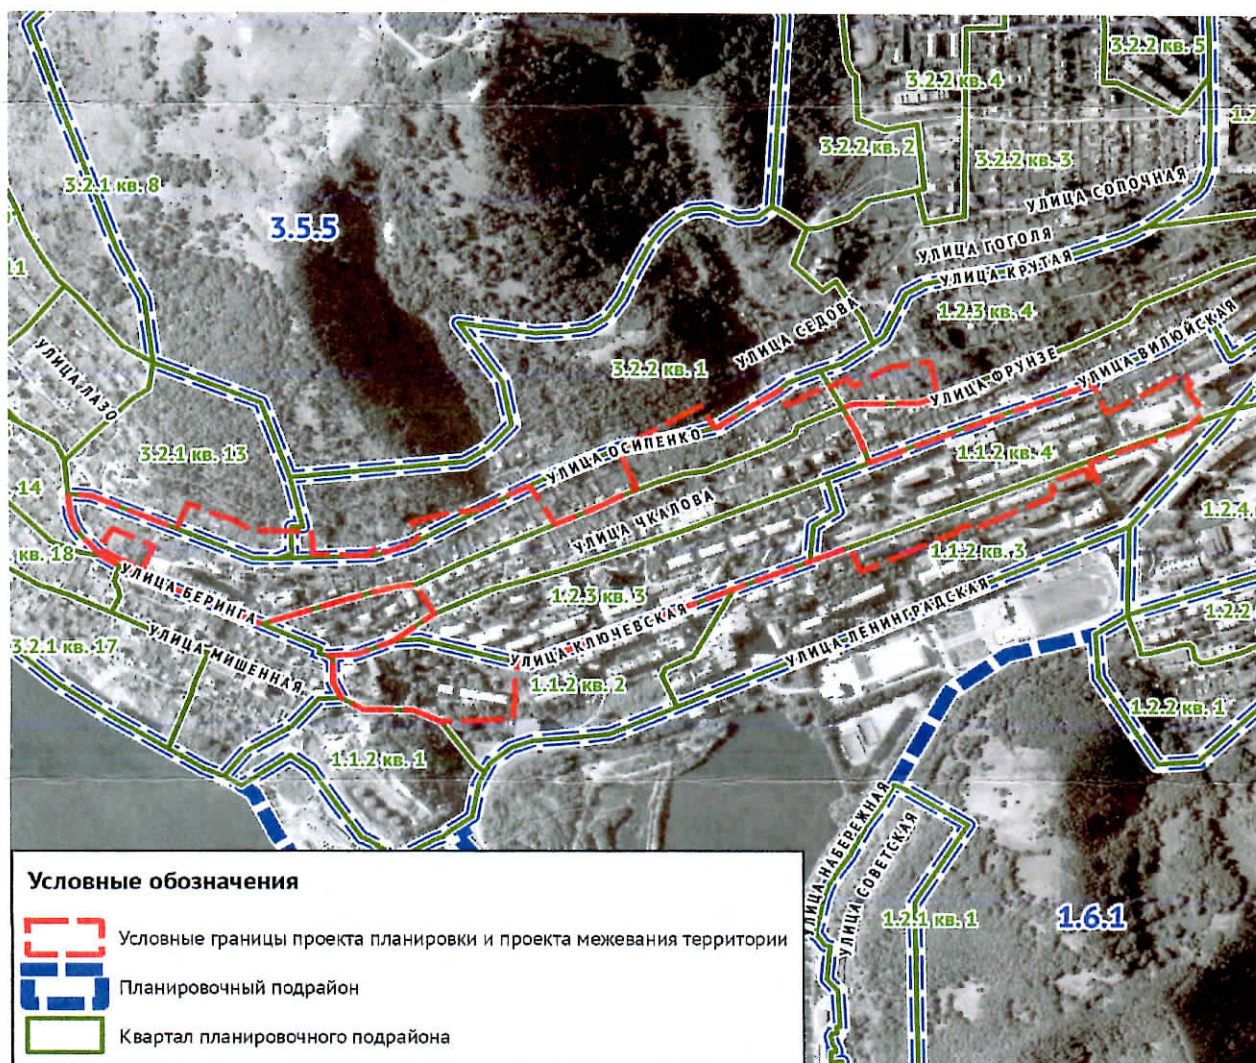 3.2.2 кв. 5
3.2.2 кв. 4
3.2.2 кв. 2
3.2.2 кв. 3
3.2.1 кв. 8
УЛИЦА СОПОЧНАЯ
3.5.5
УЛИЦА ГОГОЛЯ
УЛИЦА КРУТАЯ
11
1.2.3 кв. 4
УЛИЦА СЕДОВА
УЛИЦА ВИЛЮЙСКАЯ
УЛИЦА ЛАЗО
3.2.2 кв. 1
УЛИЦА ФРУНЗЕ
3.2.1 кв. 13
УЛИЦА ОСИПЕНКО
1.1.2 кв. 4
14
УЛИЦА ЧКАЛОВА
1.2.4.
кв. 18
1.1.2 кв. 3
УЛИЦА БЕРИНГА
1.2.3 кв. 3
УЛИЦА КЛЮЧЕВСКАЯ
УЛИЦА ЛЕНИНГРАДСКАЯ
1.2.2
3.2.1 кв. 17
УЛИЦА МИШЕННАЯ
1.1.2 кв. 2
1.2.2 кв. 1
1.1.2 кв. 1
УЛИЦА НАБЕРЕЖНАЯ
УЛИЦА СОВЕТСКАЯ
1.2.1 кв. 1
1.6.1
Условные обозначения
Условные границы проекта планировки и проекта межевания территории
Планировочный подрайон
Квартал планировочного подрайона